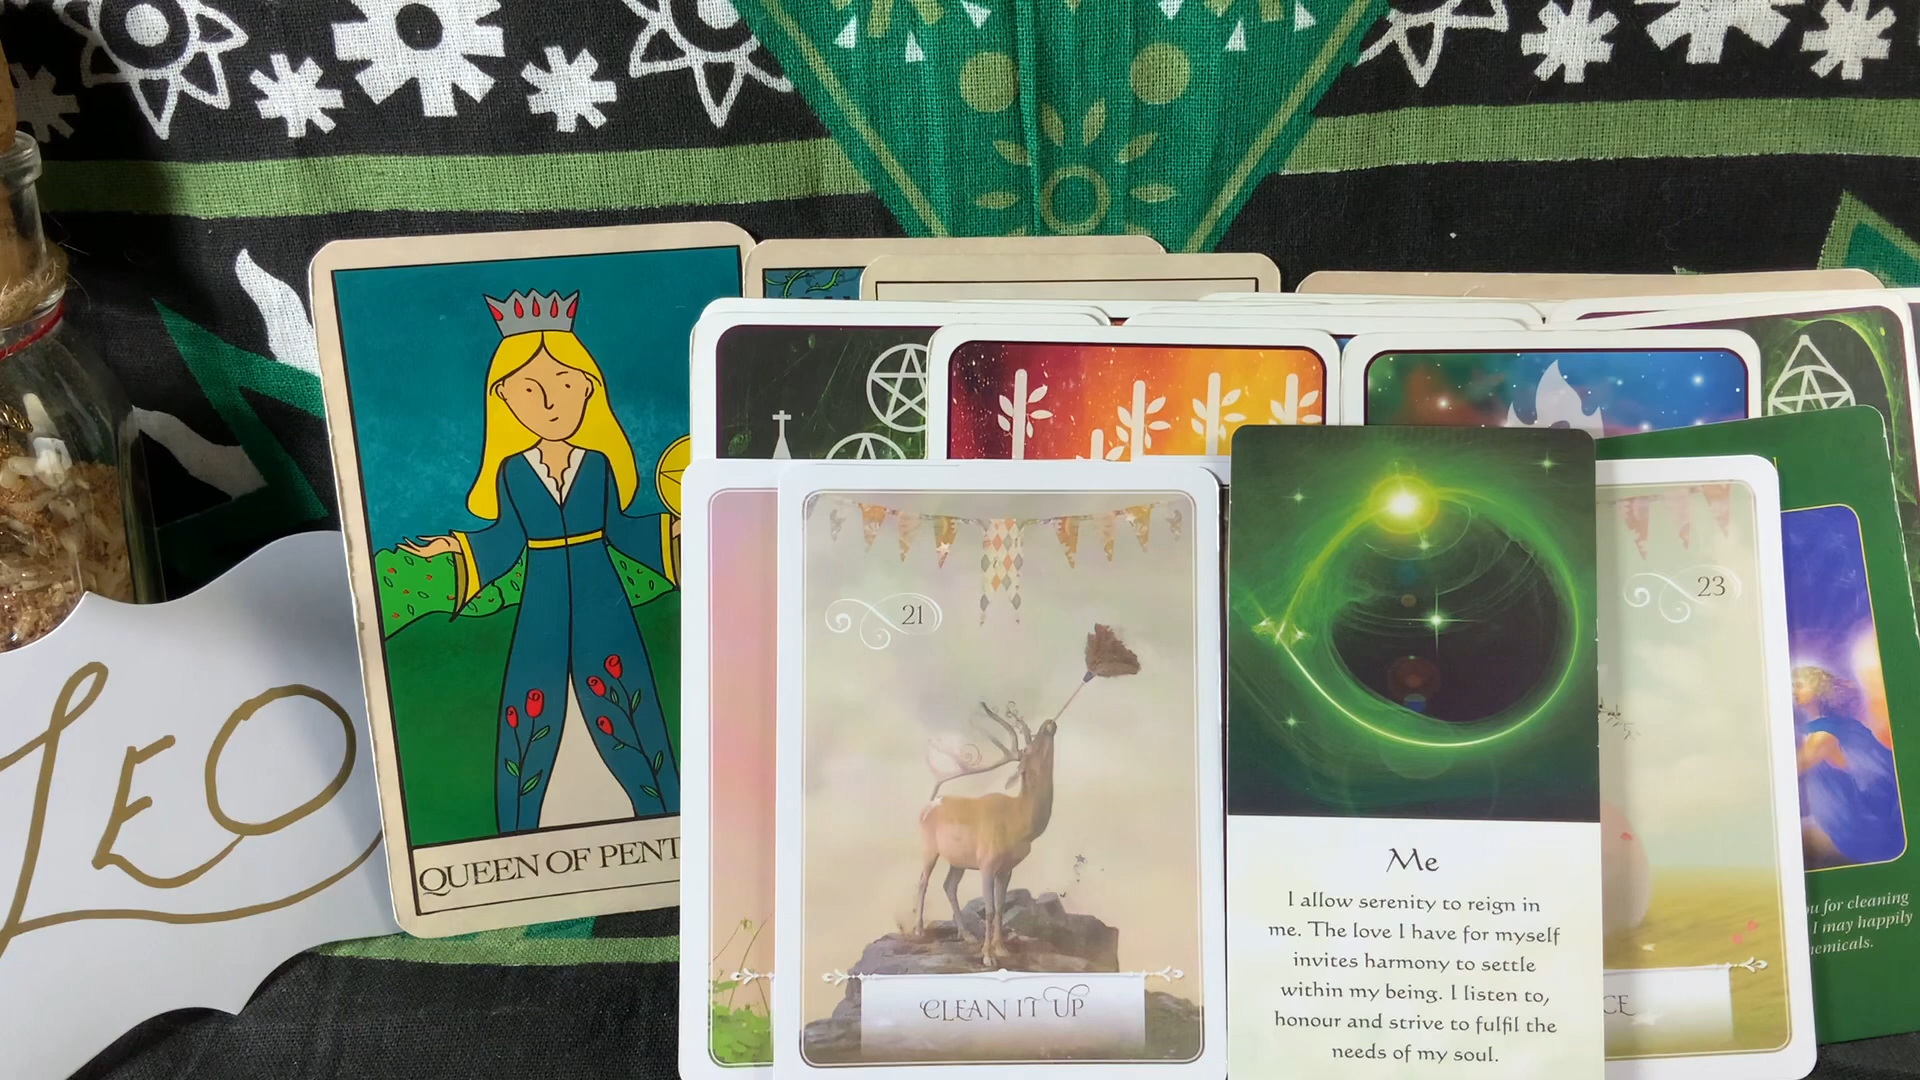 LEO
QUEEN OF PENT
21
CLEAN IT UP
Me
I allow serenity to reign in
me. The love I have for myself
invites harmony to settle
within my being. I listen to,
honour and strive to fulfil the
needs of my soul.
23
CE
u for cleaning
I may happily
hemicals.